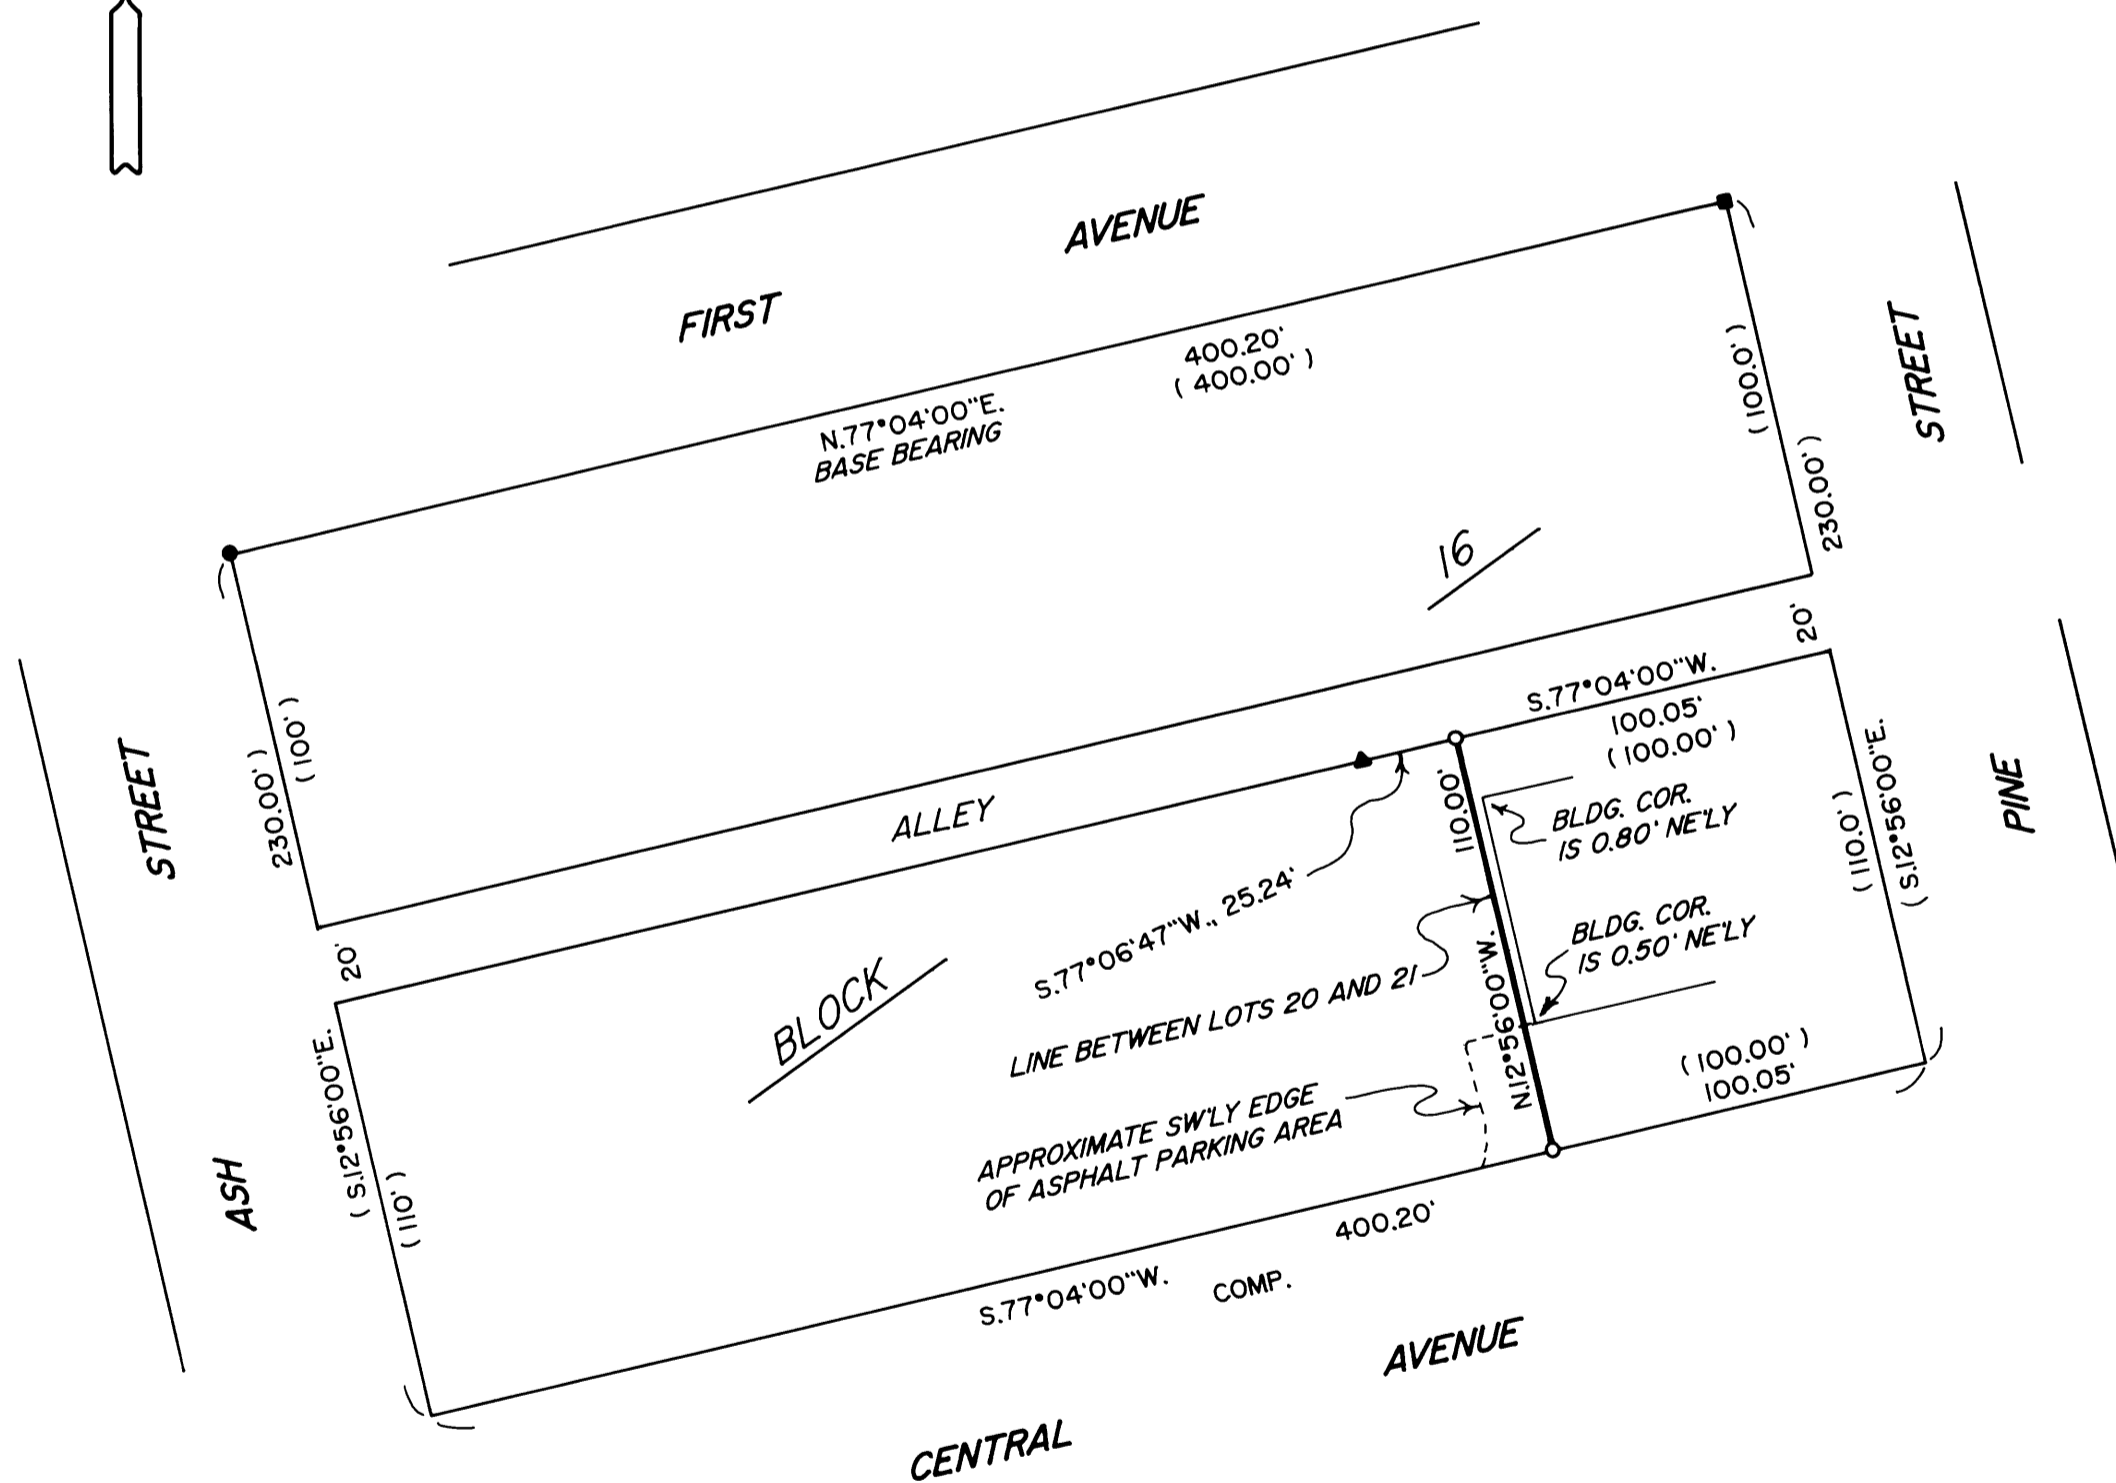 AVENUE
FIRST
400.20'
( 400.00' )
N.77°04'00"E.
BASE BEARING
( 100.0' )
STREET
230.00' )
16
20'
S.77°04'00"W.
100.05'
( 100.00' )
( 100' )
230.00' )
STREET
ALLEY
110.00'
BLDG. COR.
IS 0.80' NE'LY
( 110.0' )
( S.12°56'00"E.
PINE
S.77°06'47"W., 25.24'
BLDG. COR.
IS 0.50' NE'LY
20'
BLOCK
LINE BETWEEN LOTS 20 AND 21
N.12°56'00"W.
( S.12°56'00"E.
( 110' )
ASH
APPROXIMATE SW'LY EDGE
OF ASPHALT PARKING AREA
( 100.00' )
100.05'
400.20'
S.77°04'00"W.
COMP.
AVENUE
CENTRAL